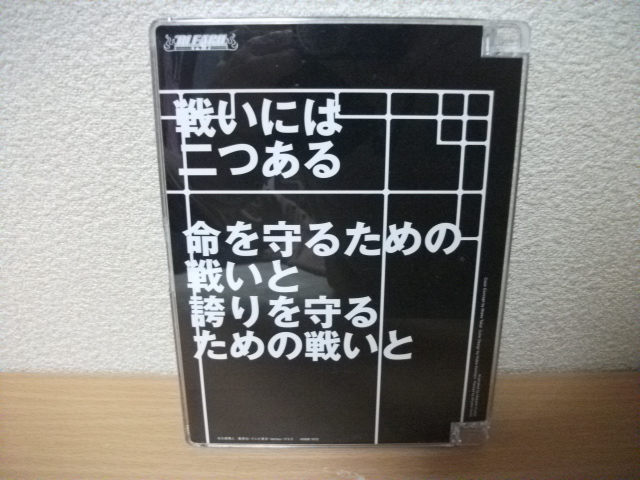 BLEACH
戦いには
二つある
命を守るための
戦いと
誇りを守る
ための戦いと